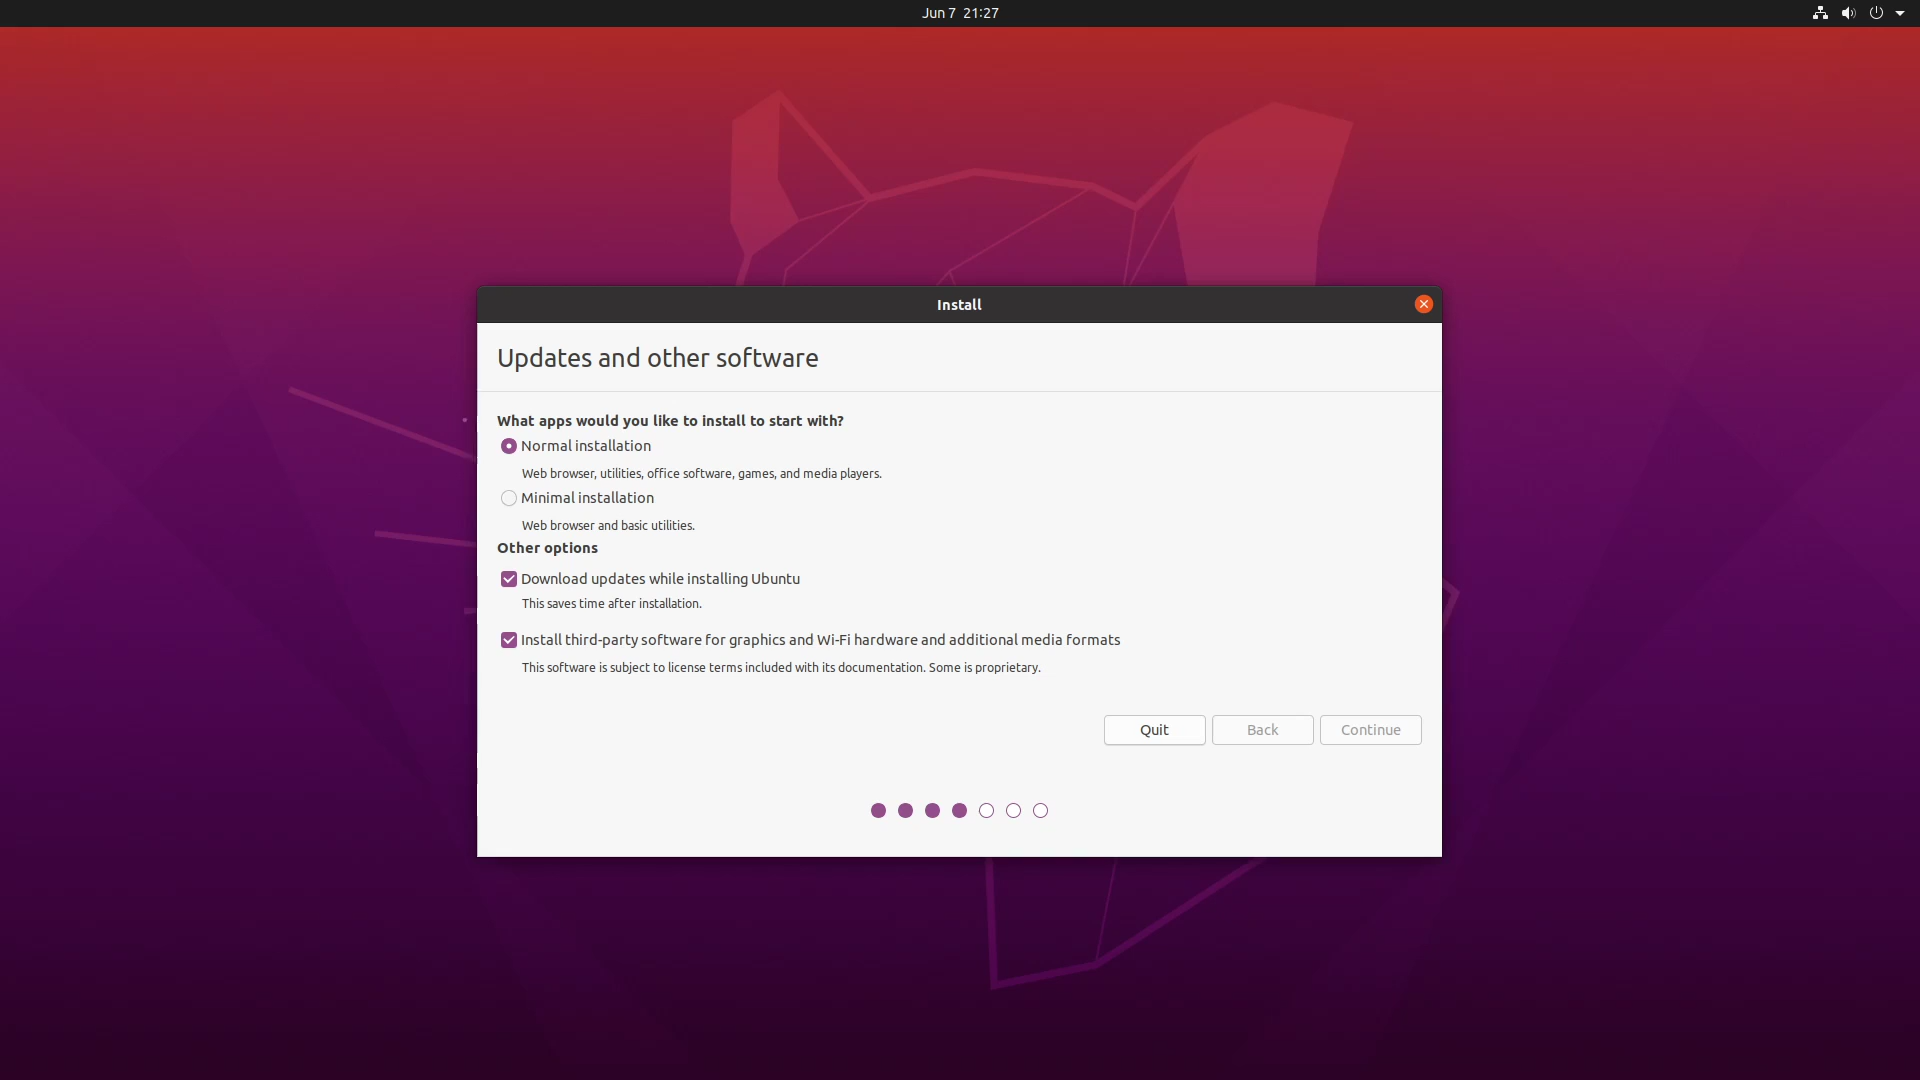 Jun 7 21:27
Install
Updates and other software
What apps would you like to install to start with?
Normal installation
Web browser, utilities, office software, games, and media players.
Minimal installation
Web browser and basic utilities.
Other options
Download updates while installing Ubuntu
This saves time after installation.
Install third-party software for graphics and Wi-Fi hardware and additional media formats
This software is subject to license terms included with its documentation. Some is proprietary.
Quit Back Continue